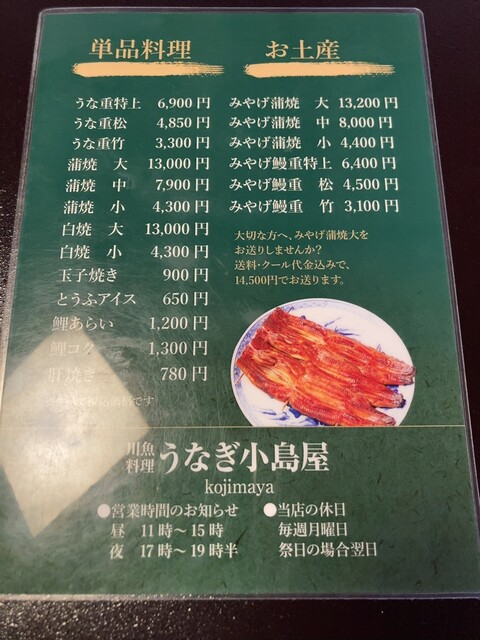 単品料理
うな重特上 6,900円
うな重松 4,850円
うな重竹 3,300円
蒲焼 大 13,000円
蒲焼 中 7,900円
蒲焼 小 4,300円
白焼 大 13,000円
白焼 小 4,300円
玉子焼き 900円
とうふアイス 650円
鯉あらい 1,200円
鯉コク 1,300円
肝焼き 780円
お土産
みやげ蒲焼 大 13,200円
みやげ蒲焼 中 8,000円
みやげ蒲焼 小 4,400円
みやげ鰻重特上 6,400円
みやげ鰻重 松 4,500円
みやげ鰻重 竹 3,100円
大切な方へ、みやげ蒲焼大を
お送りしませんか?
送料・クール代金込みで、
14,500円でお送ります。
川魚料理 うなぎ小島屋
kojimaya
●営業時間のお知らせ
昼 11時～15時
夜 17時～19時半
●当店の休日
毎週月曜日
祭日の場合翌日